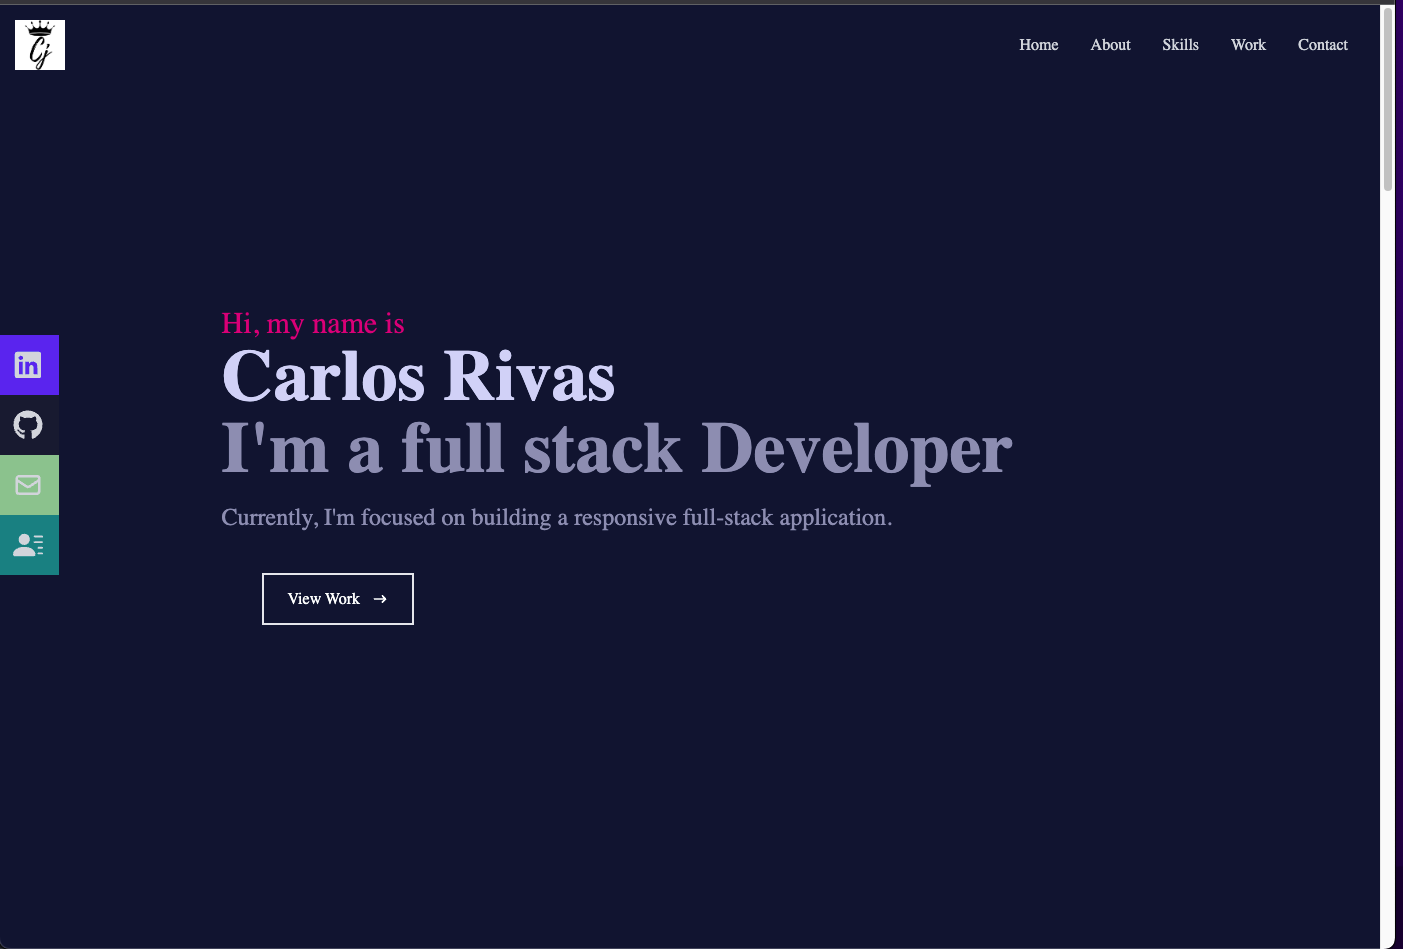 Cj
Home About Skills Work Contact
Hi, my name is
Carlos Rivas
I'm a full stack Developer
in
Currently, I'm focused on building a responsive full-stack application.
View Work →